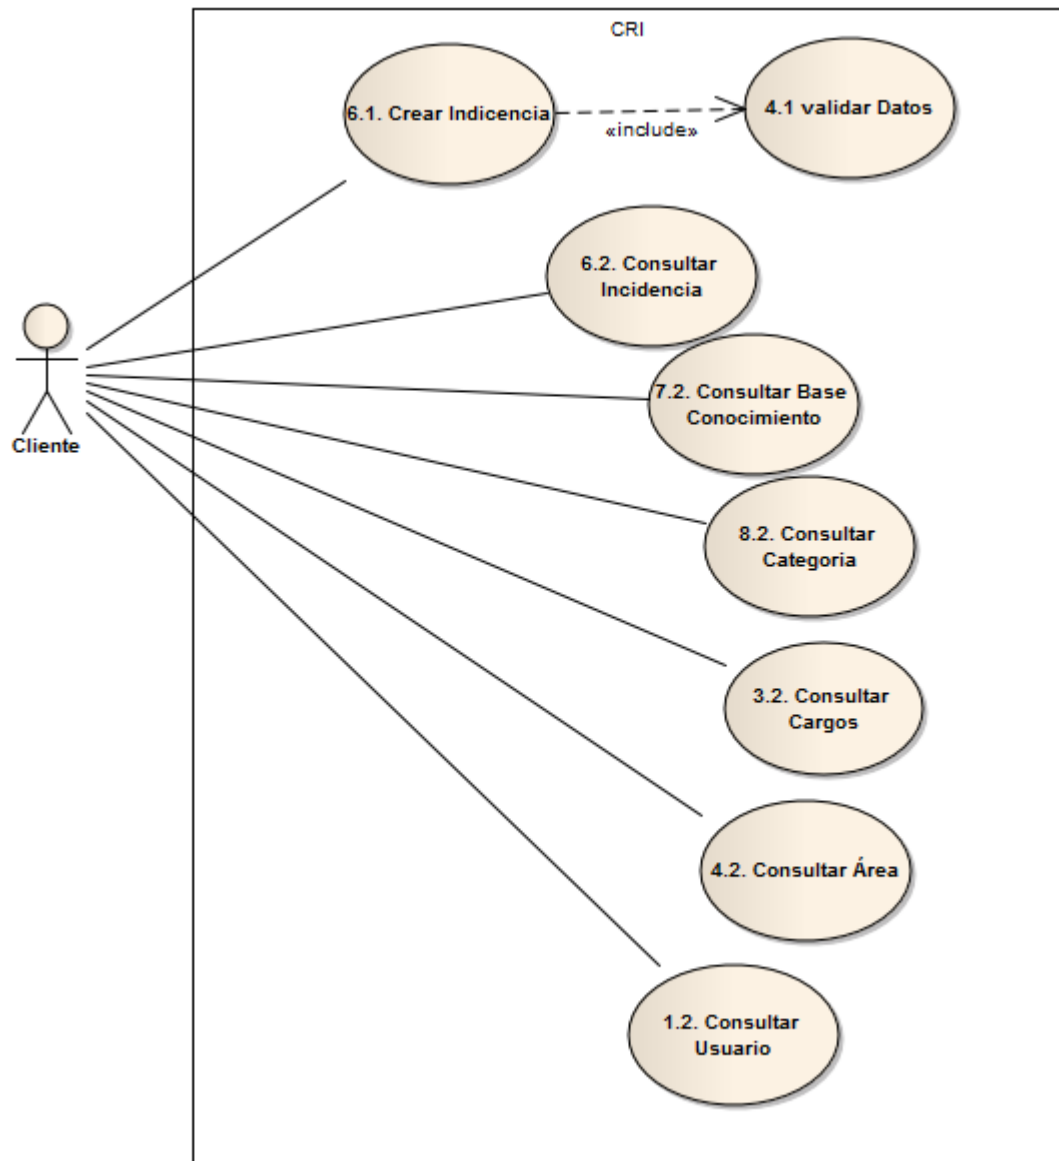 CRI
6.1. Crear Indicencia
4.1 validar Datos
«include»
6.2. Consultar
Incidencia
7.2. Consultar Base
Conocimiento
Cliente
8.2. Consultar
Categoria
3.2. Consultar
Cargos
4.2. Consultar Área
1.2. Consultar
Usuario